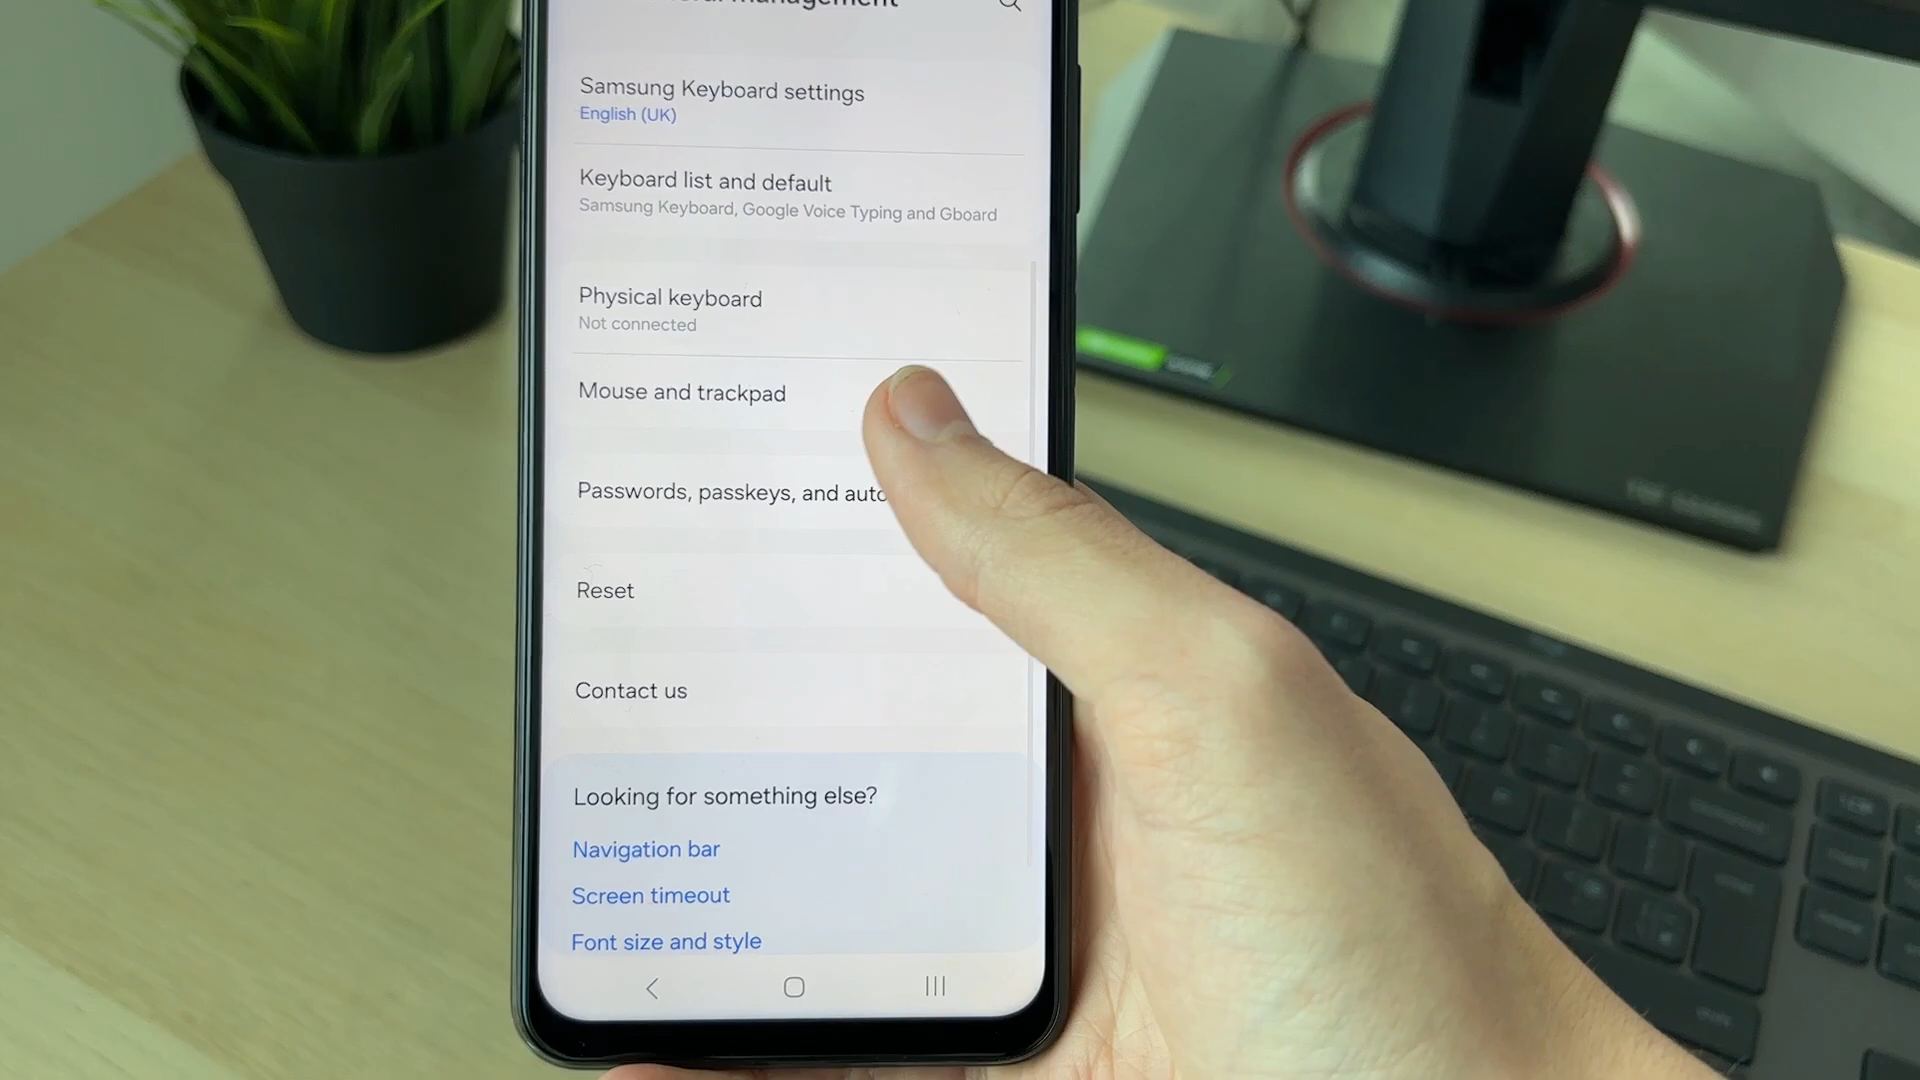 management
Samsung Keyboard settings
English (UK)
Keyboard list and default
Samsung Keyboard, Google Voice Typing and Gboard
Physical keyboard
Not connected
Mouse and trackpad
Passwords, passkeys, and auto
Reset
Contact us
Looking for something else?
Navigation bar
Screen timeout
Font size and style